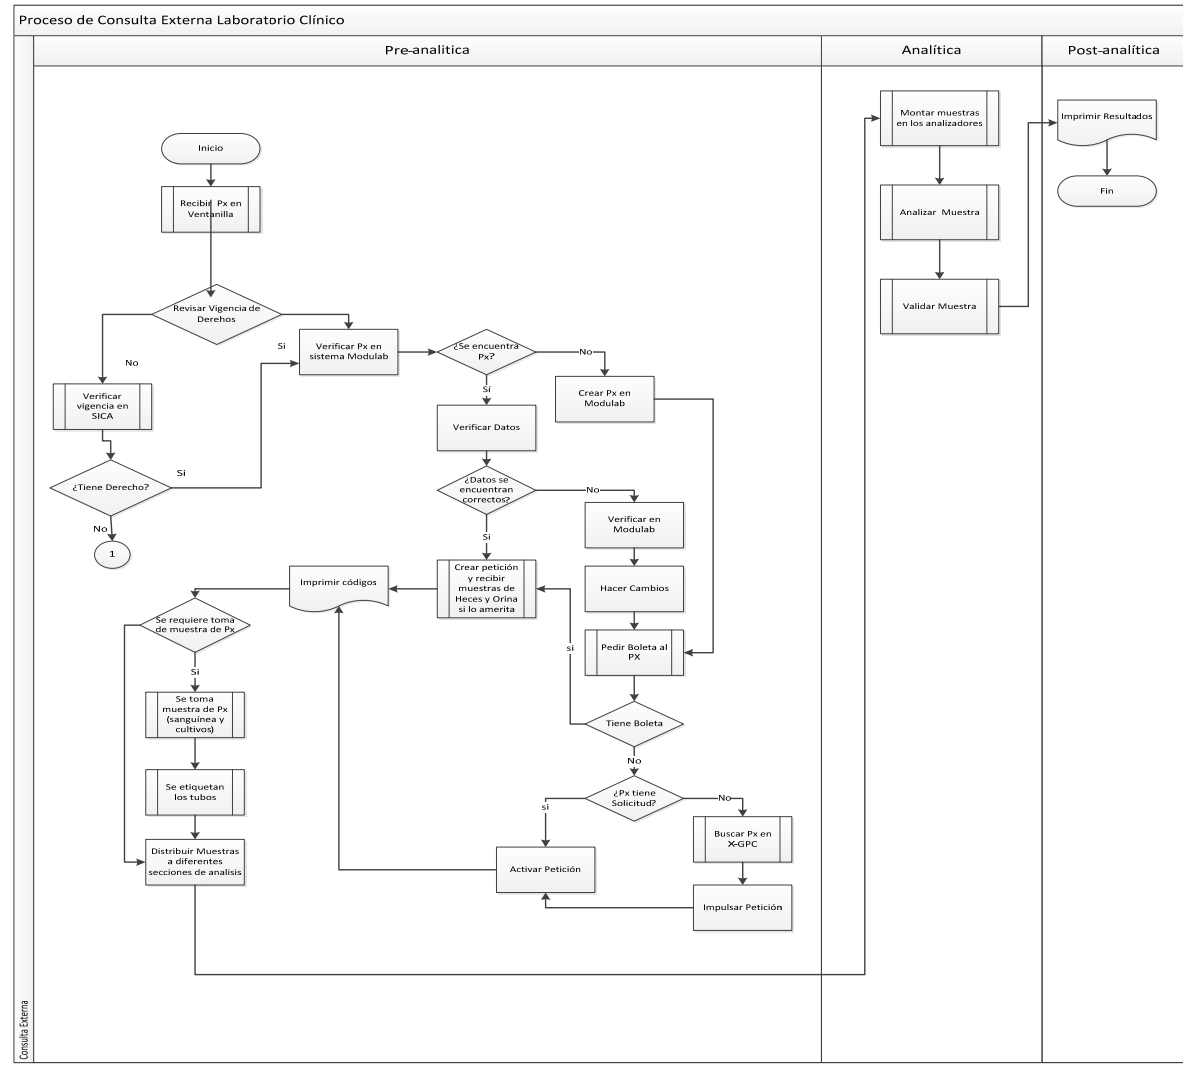 Proceso de Consulta Externa Laboratorio Clínico
Pre-analitica
Analítica
Post-analítica
Consulta Externa
Inicio
Recibir Px en
Ventanilla
Revisar Vigencia de
Derehos
No
Si
Verificar
vigencia en
SICA
¿Tiene Derecho?
Si
No
1
Verificar Px en
sistema Modulab
¿Se encuentra
Px?
No
Sí
Crear Px en
Modulab
Verificar Datos
¿Datos se
encuentran
correctos?
No
Si
Verificar en
Modulab
Hacer Cambios
Pedir Boleta al
PX
Tiene Boleta
si
No
¿Px tiene
Solicitud?
si
No
Buscar Px en
X-GPC
Impulsar Petición
Activar Petición
Crear petición
y recibir
muestras de
Heces y Orina
si lo amerita
Imprimir códigos
Se requiere toma
de muestra de Px
Si
Se toma
muestra de Px
(sanguínea y
cultivos)
Se etiquetan
los tubos
Distribuir Muestras
a diferentes
secciones de analisis
Montar muestras
en los analizadores
Analizar Muestra
Validar Muestra
Imprimir Resultados
Fin